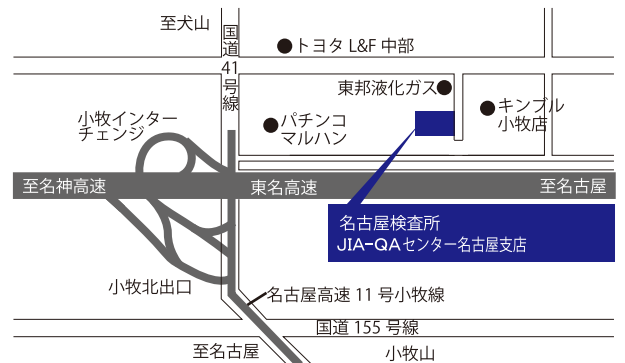 至犬山
国道41号線
トヨタ L&F 中部
東邦液化ガス
キンブル
小牧店
パチンコ
マルハン
小牧インター
チェンジ
至名神高速
東名高速
至名古屋
名古屋検査所
JIA-QAセンター名古屋支店
小牧北出口
名古屋高速 11 号小牧線
国道 155 号線
至名古屋
小牧山